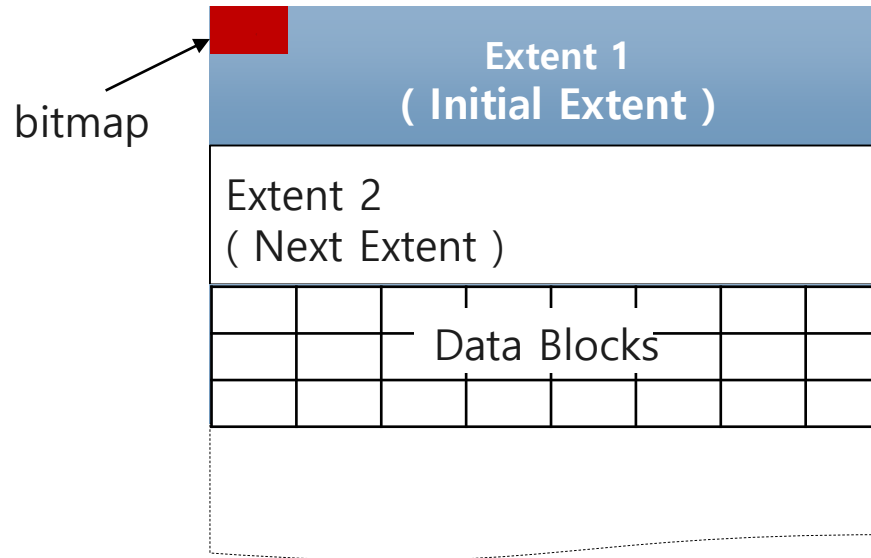 Extent 1
( Initial Extent )
bitmap
Extent 2
( Next Extent )
Data Blocks